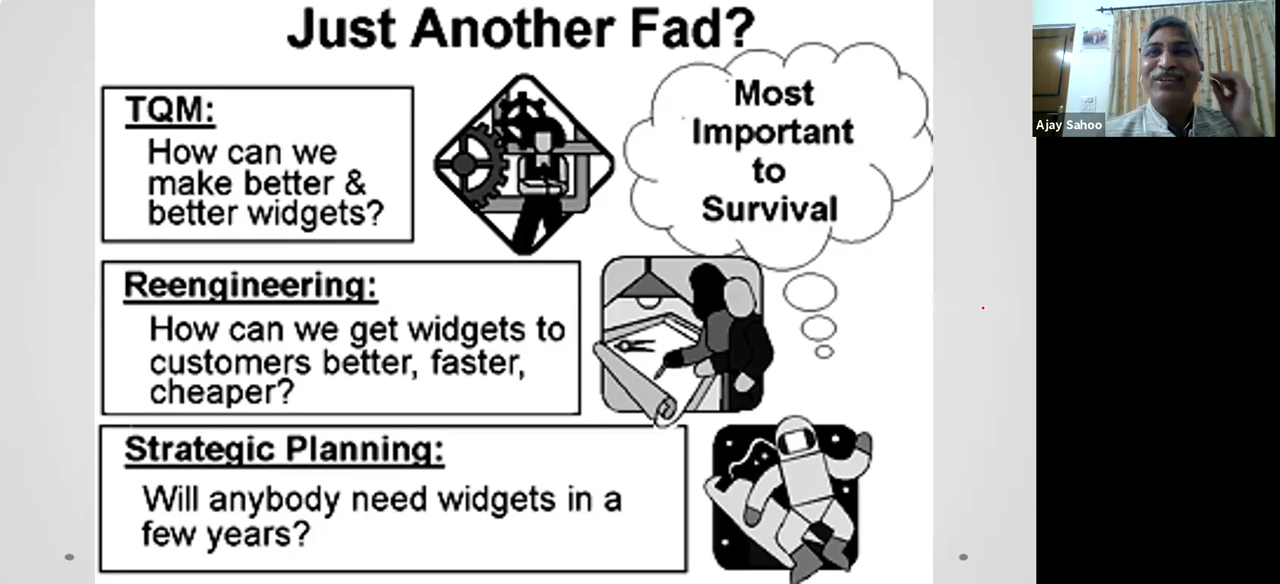 Just Another Fad?
TQM:
How can we
make better &
better widgets?
Most
Important
to
Survival
Reengineering:
How can we get widgets to
customers better, faster,
cheaper?
Strategic Planning:
Will anybody need widgets in a
few years?
Ajay Sahoo